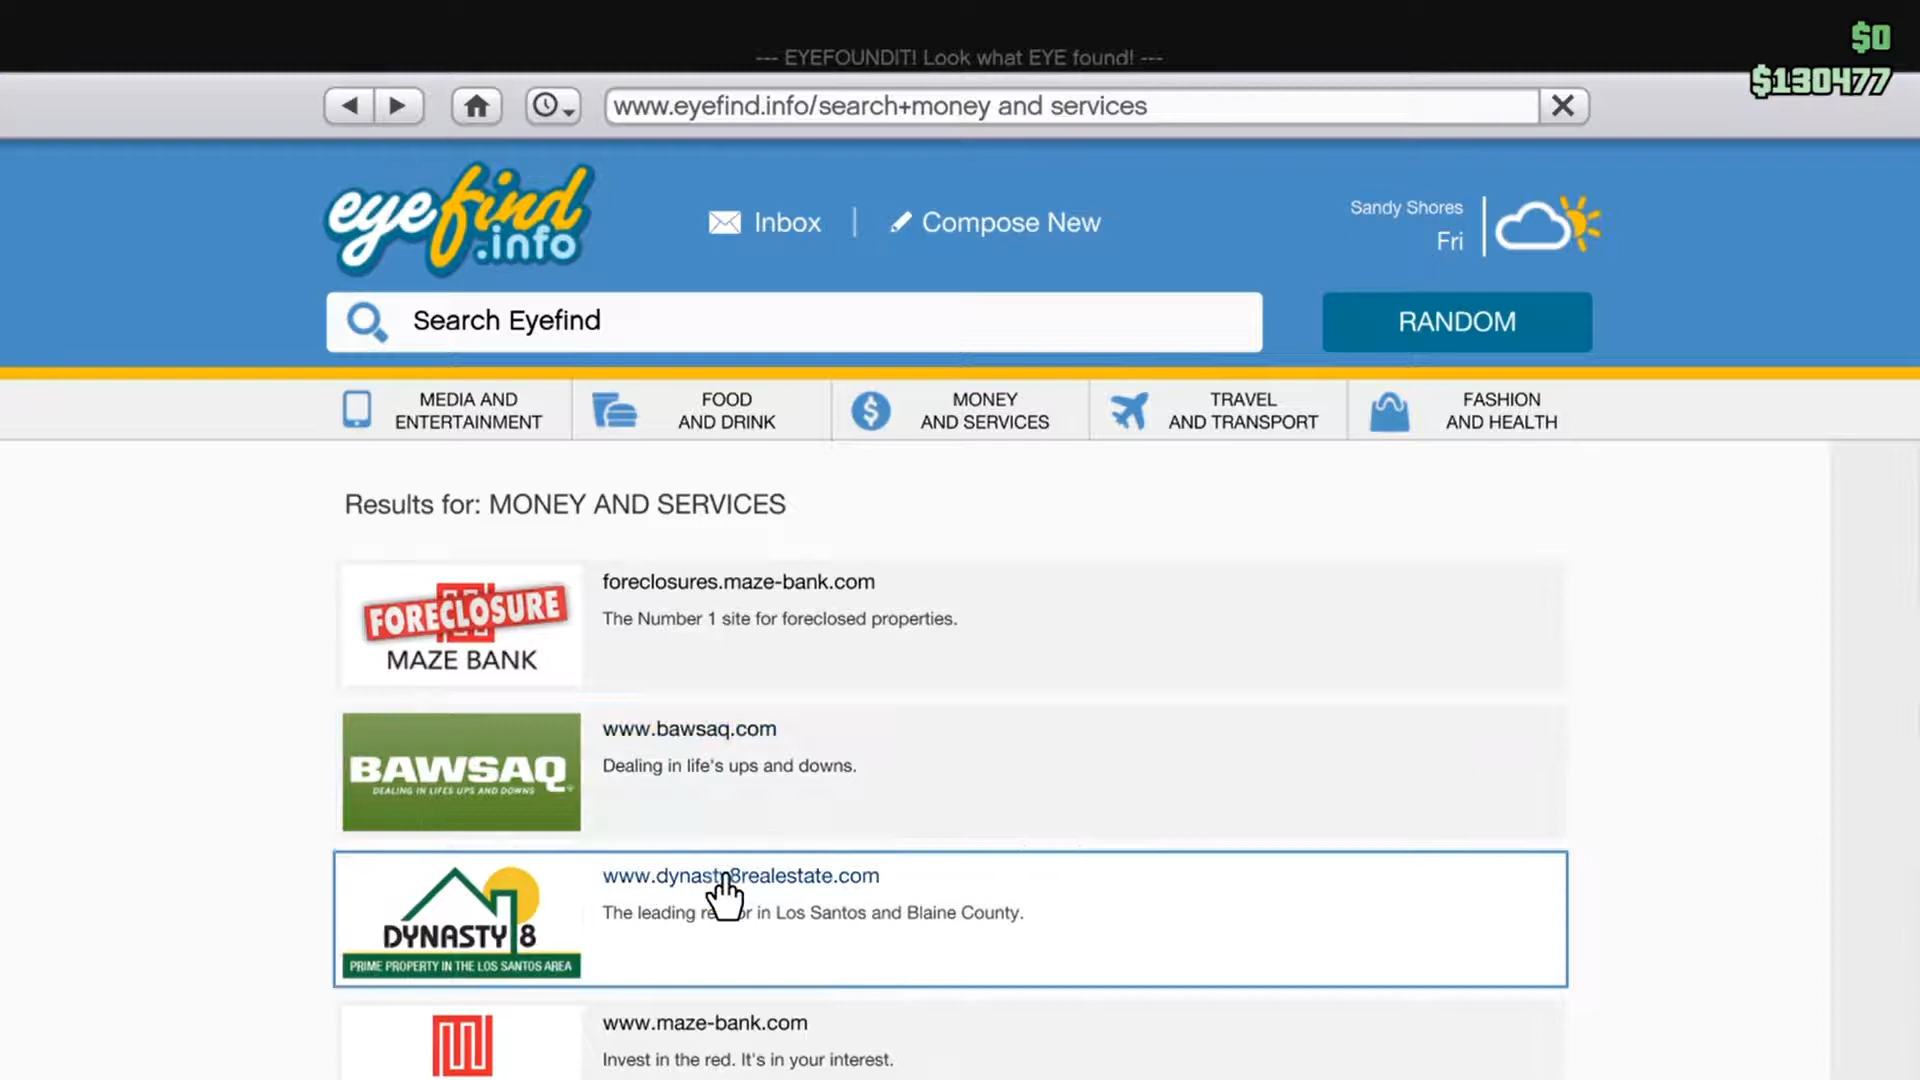 $0
--- EYEFOUNDIT! Look what EYE found! ---
$130477
www.eyefind.info/search+money and services
eyefind.info
Inbox
Compose New
Sandy Shores
Fri
Search Eyefind
RANDOM
MEDIA AND ENTERTAINMENT
FOOD AND DRINK
MONEY AND SERVICES
TRAVEL AND TRANSPORT
FASHION AND HEALTH
Results for: MONEY AND SERVICES
FORECLOSURE
MAZE BANK
foreclosures.maze-bank.com
The Number 1 site for foreclosed properties.
BAWSAQ
DEALING IN LIFE'S UPS AND DOWNS
www.bawsaq.com
Dealing in life's ups and downs.
DYNASTY 8
PRIME PROPERTY IN THE LOS SANTOS AREA
www.dynasty8realestate.com
The leading in Los Santos and Blaine County.
www.maze-bank.com
Invest in the red. It's in your interest.